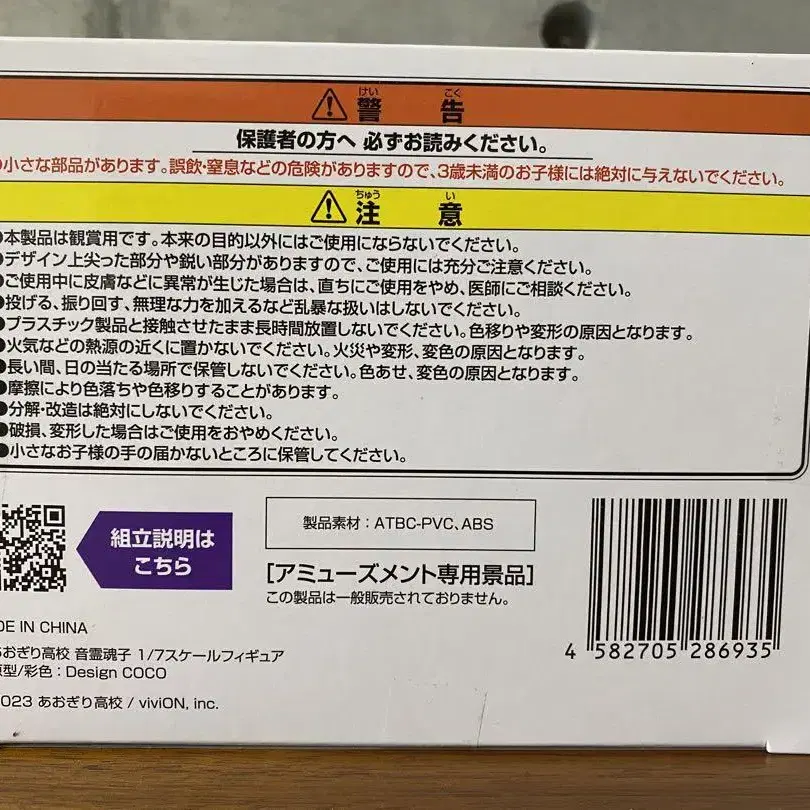 ⚠警告
けい こく
保護者の方へ 必ずお読みください。
●小さな部品があります。誤飲・窒息などの危険がありますので、3歳未満のお子様には絶対に与えないでください。
⚠注意
ちゅう い
●本製品は観賞用です。本来の目的以外にはご使用にならないでください。
●デザイン上尖った部分や鋭い部分がありますので、ご使用には充分ご注意ください。
●ご使用中に皮膚などに異常が生じた場合は、直ちにご使用をやめ、医師にご相談ください。
●投げる、振り回す、無理な力を加えるなど乱暴な扱いはしないでください。
●プラスチック製品と接触させたまま長時間放置しないでください。色移りや変形の原因となります。
●火気などの熱源の近くに置かないでください。火災や変形、変色の原因となります。
●長い間、日の当たる場所で保管しないでください。色あせ、変色の原因となります。
●摩擦により色落ちや色移りすることがあります。
●分解・改造は絶対にしないでください。
●破損、変形した場合はご使用をおやめください。
●小さなお子様の手の届かないところに保管してください。
組立説明は
こちら
製品素材:ATBC-PVC、ABS
[アミューズメント専用景品]
この製品は一般販売されておりません。
DE IN CHINA
あおぎり高校 音霊魂子 1/7スケールフィギュア
原型/彩色:Design COCO
2023 あおぎり高校 / viviON, inc.
4 582705 286935